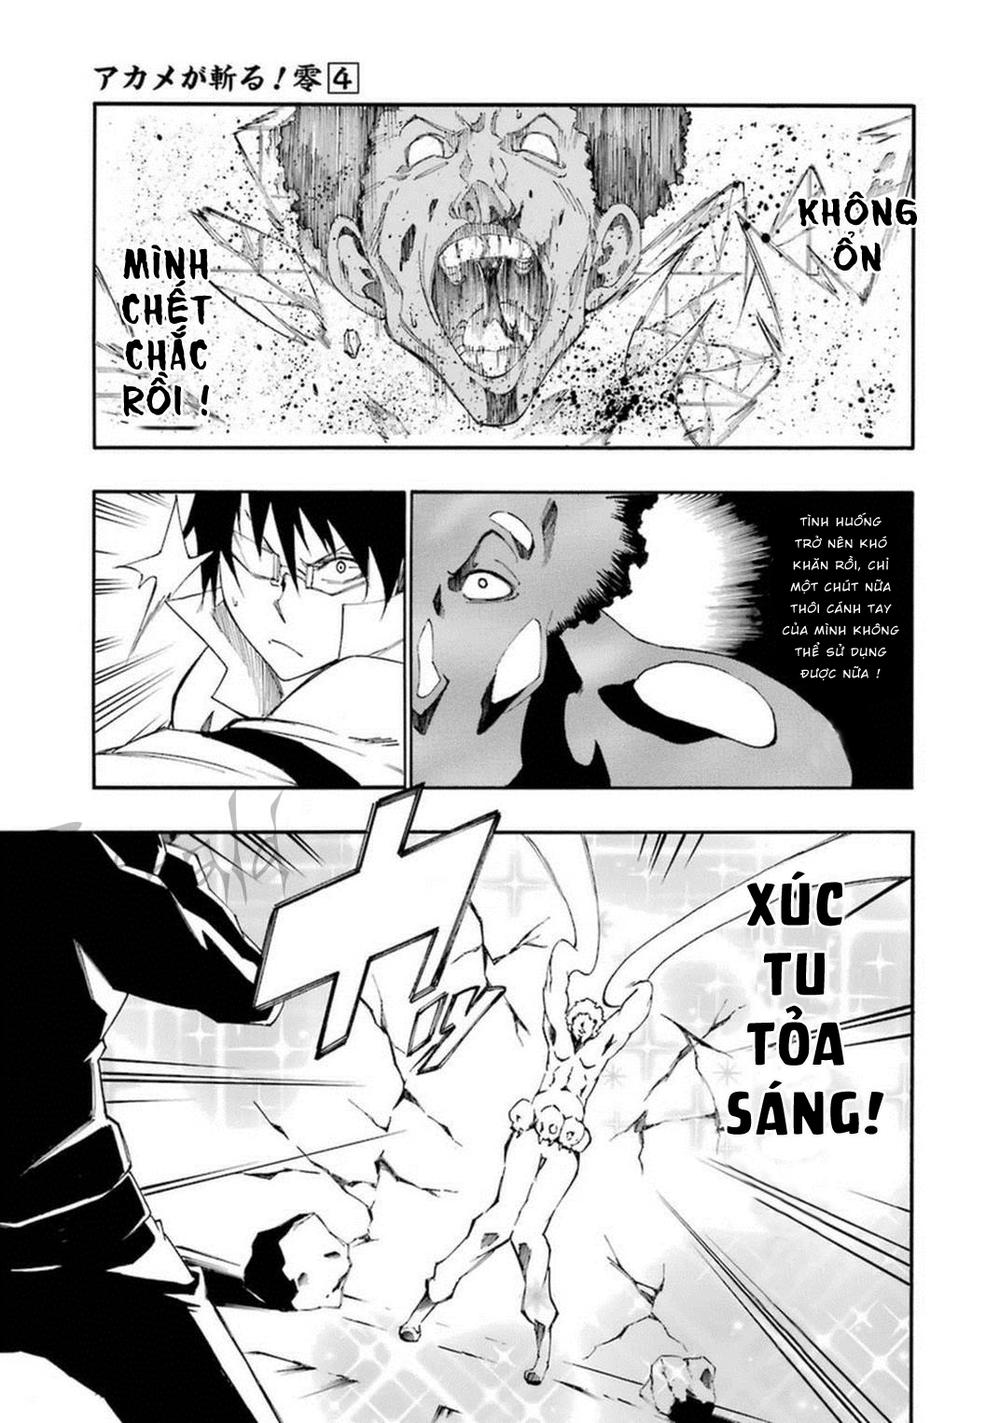 アカメが斬る!零4
KHÔNG
ỔN
MÌNH
CHẾT
CHẮC
RỒI !
TÌNH HUỐNG
TRỞ NÊN KHÓ
KHĂN RỒI, CHỈ
MỘT CHÚT NỮA
THÔI CÁNH TAY
CỦA MÌNH KHÔNG
THỂ SỬ DỤNG
ĐƯỢC NỮA !
XÚC
TU
TỎA
SÁNG!